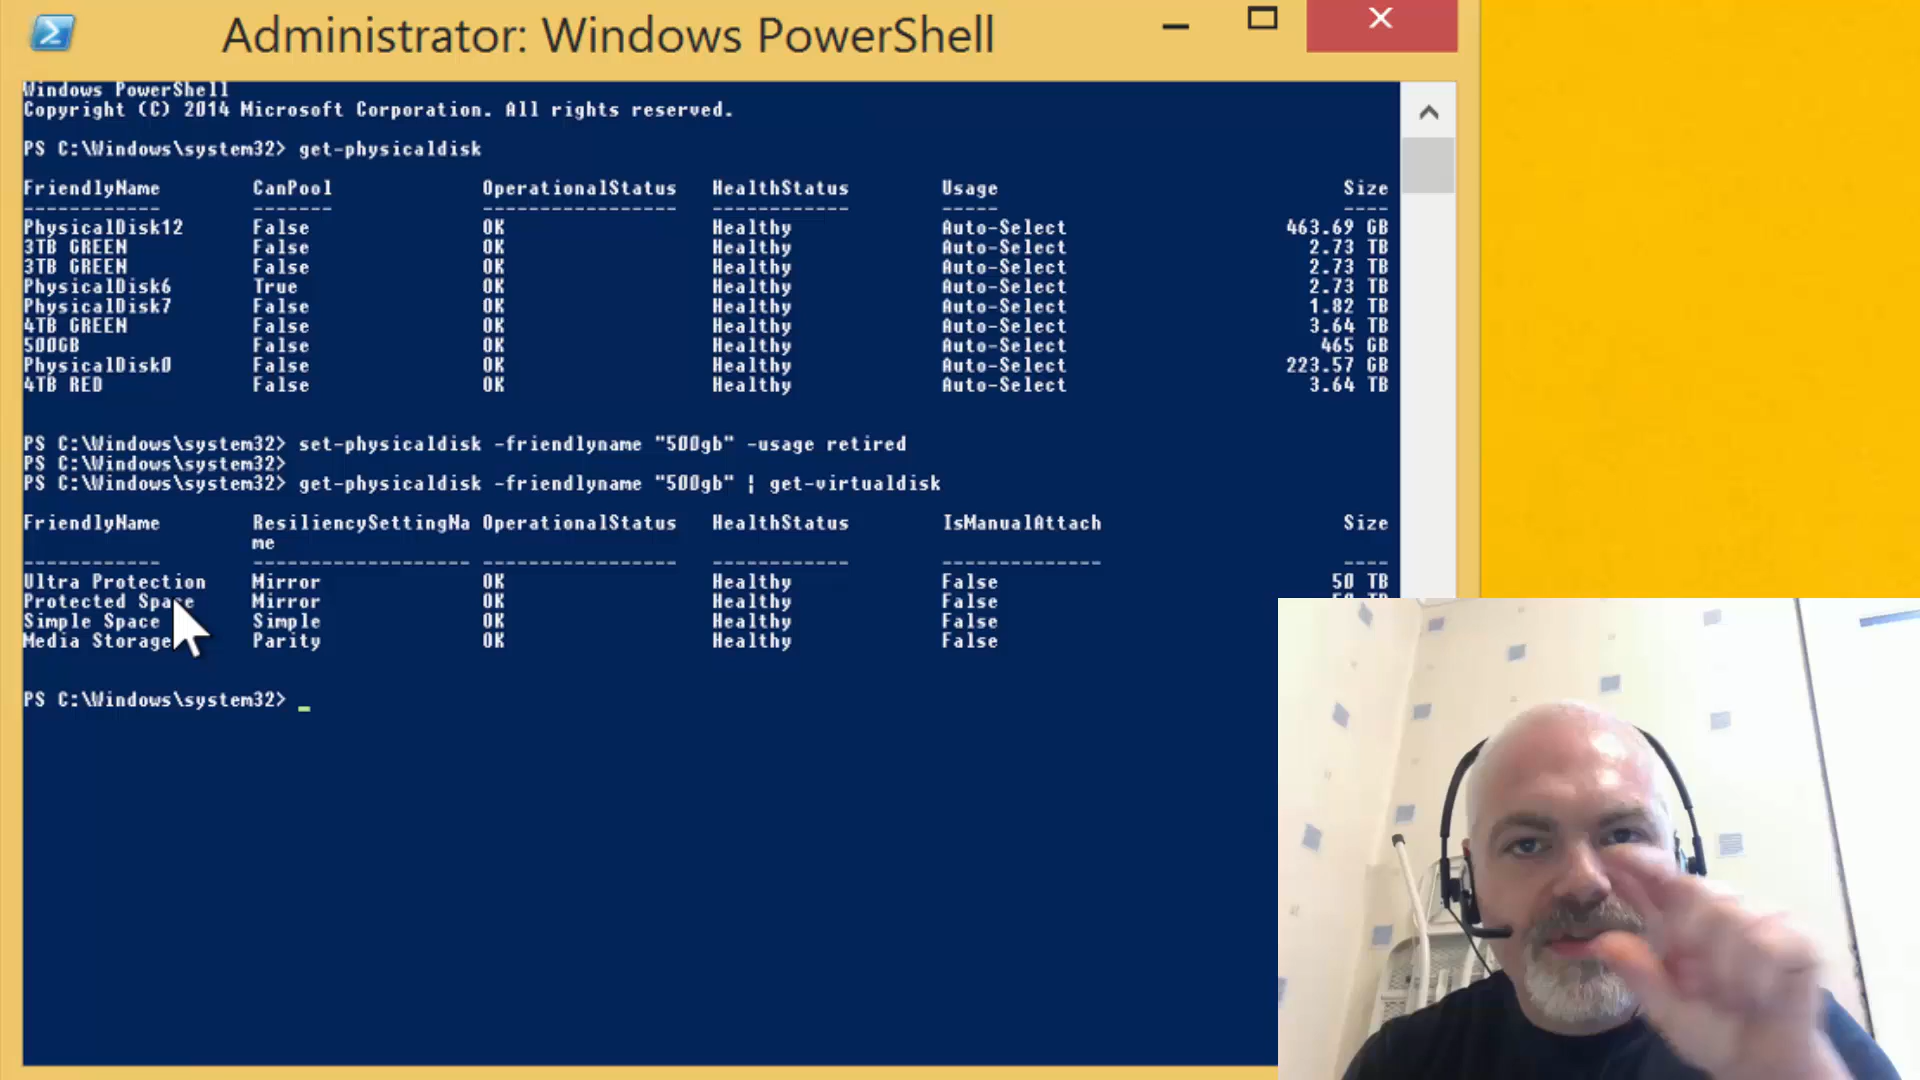 Administrator: Windows PowerShell
Windows PowerShell
Copyright (C) 2014 Microsoft Corporation. All rights reserved.
PS C:\Windows\system32> get-physicaldisk
FriendlyName CanPool OperationalStatus HealthStatus Usage Size
------------ ------- ----------------- ------------ ----- ----
PhysicalDisk12 False OK Healthy Auto-Select 463.69 GB
3TB GREEN False OK Healthy Auto-Select 2.73 TB
3TB GREEN False OK Healthy Auto-Select 2.73 TB
PhysicalDisk6 True OK Healthy Auto-Select 2.73 TB
PhysicalDisk7 False OK Healthy Auto-Select 1.82 TB
4TB GREEN False OK Healthy Auto-Select 3.64 TB
500GB False OK Healthy Auto-Select 465 GB
PhysicalDisk0 False OK Healthy Auto-Select 223.57 GB
4TB RED False OK Healthy Auto-Select 3.64 TB
PS C:\Windows\system32> set-physicaldisk -friendlyname "500gb" -usage retired
PS C:\Windows\system32>
PS C:\Windows\system32> get-physicaldisk -friendlyname "500gb" | get-virtualdisk
FriendlyName ResiliencySettingNa OperationalStatus HealthStatus IsManualAttach Size
me
------------ ------------------- ----------------- ------------ -------------- ----
Ultra Protection Mirror OK Healthy False 50 TB
Protected Space Mirror OK Healthy False
Simple Space Simple OK Healthy False
Media Storage Parity OK Healthy False
PS C:\Windows\system32>